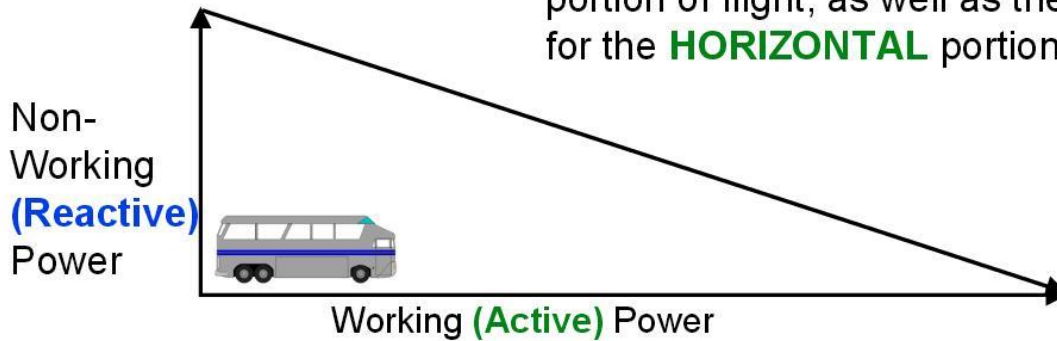 portion of flight, as well as the
for the HORIZONTAL portion
Non-
Working
(Reactive)
Power
Working (Active) Power